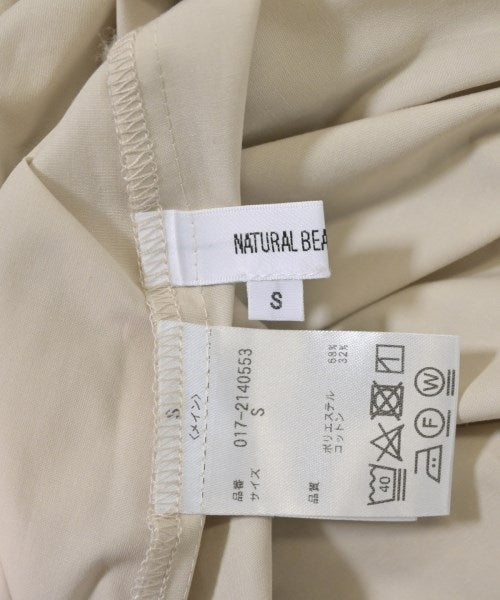 NATURAL BEA
S
S
〈メイン〉
品番 017-2140553
サイズ S
品質
ポリエステル 68%
コットン 32%
40
W
F